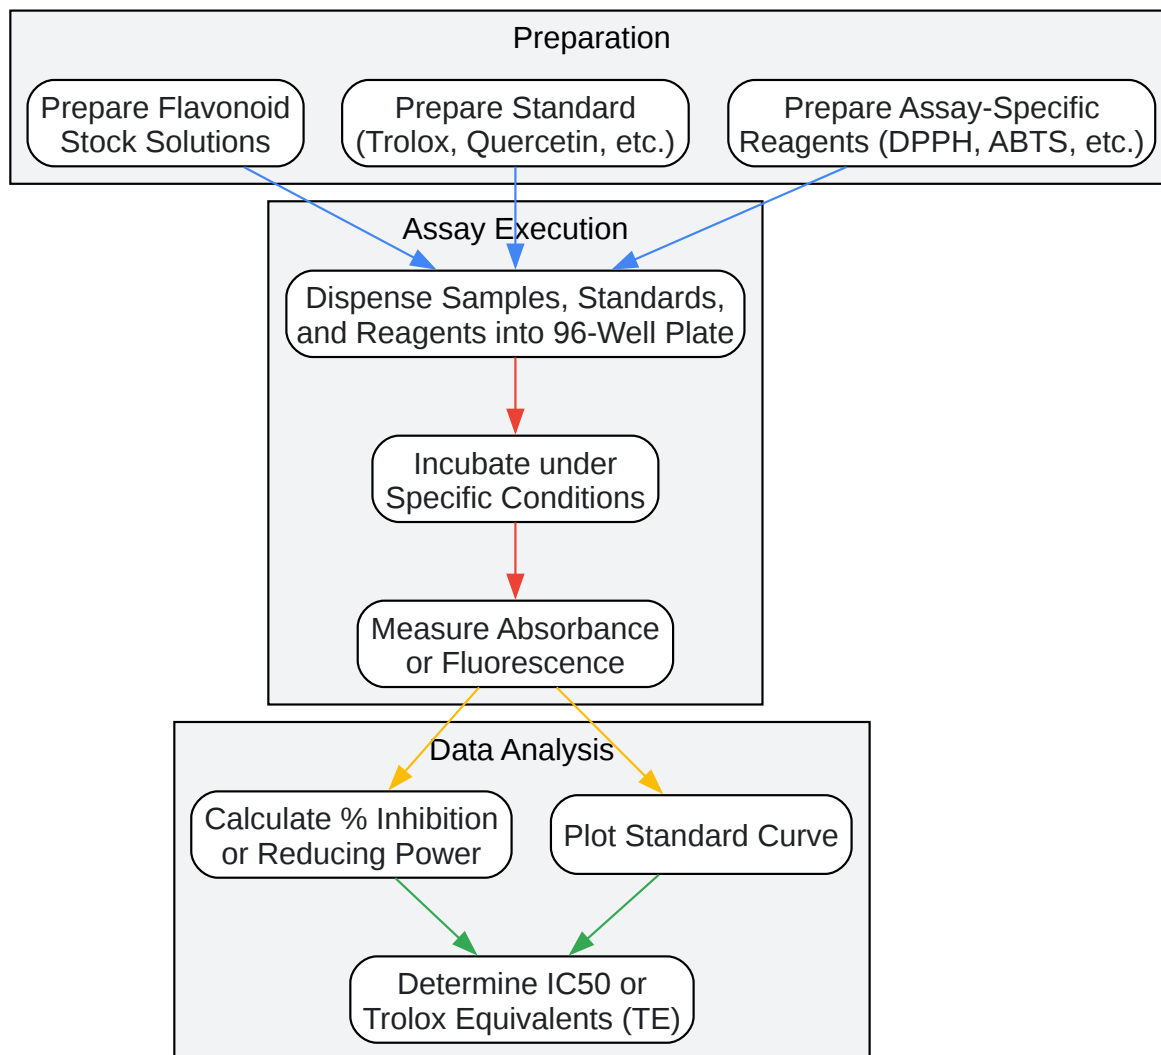 Preparation
Prepare Flavonoid
Stock Solutions
Prepare Standard
(Trolox, Quercetin, etc.)
Prepare Assay-Specific
Reagents (DPPH, ABTS, etc.)
Assay Execution
Dispense Samples, Standards,
and Reagents into 96-Well Plate
Incubate under
Specific Conditions
Measure Absorbance
or Fluorescence
Data Analysis
Calculate % Inhibition
or Reducing Power
Plot Standard Curve
Determine IC50 or
Trolox Equivalents (TE)